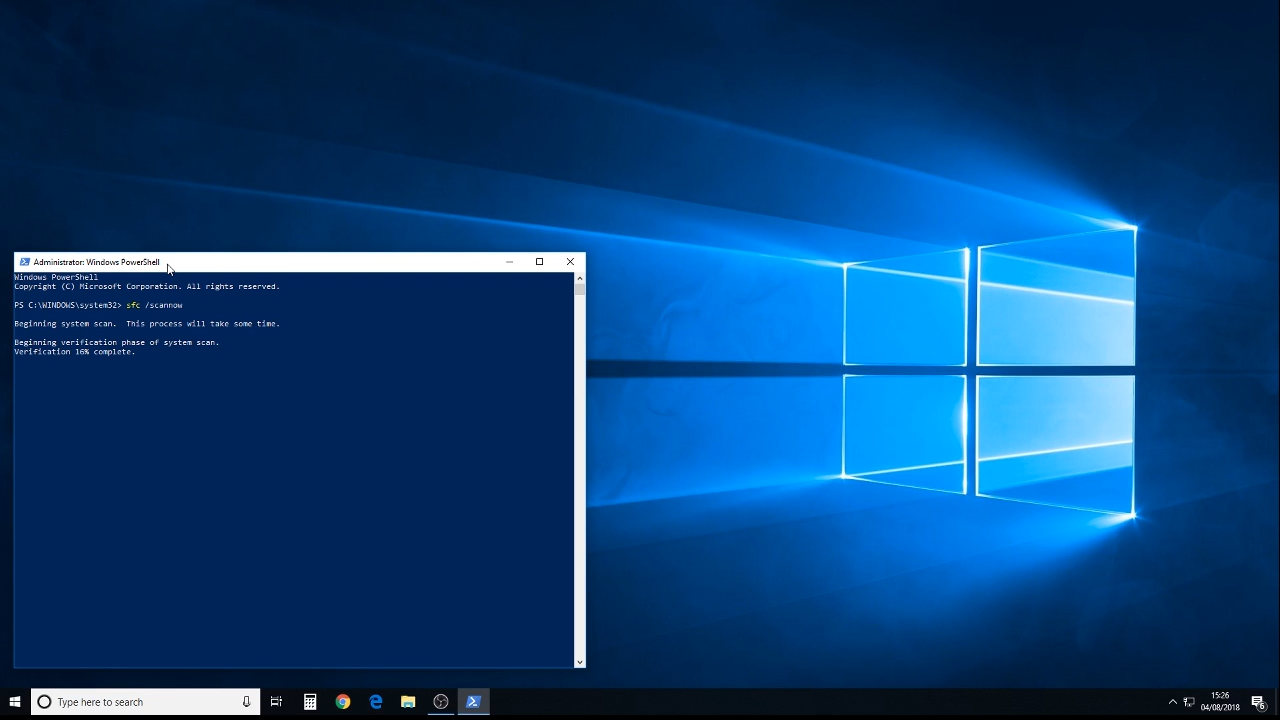 Administrator: Windows PowerShell
Windows PowerShell
Copyright (C) Microsoft Corporation. All rights reserved.
PS C:\WINDOWS\system32> sfc /scannow
Beginning system scan.  This process will take some time.
Beginning verification phase of system scan.
Verification 16% complete.
Type here to search
15:26
04/08/2018
6